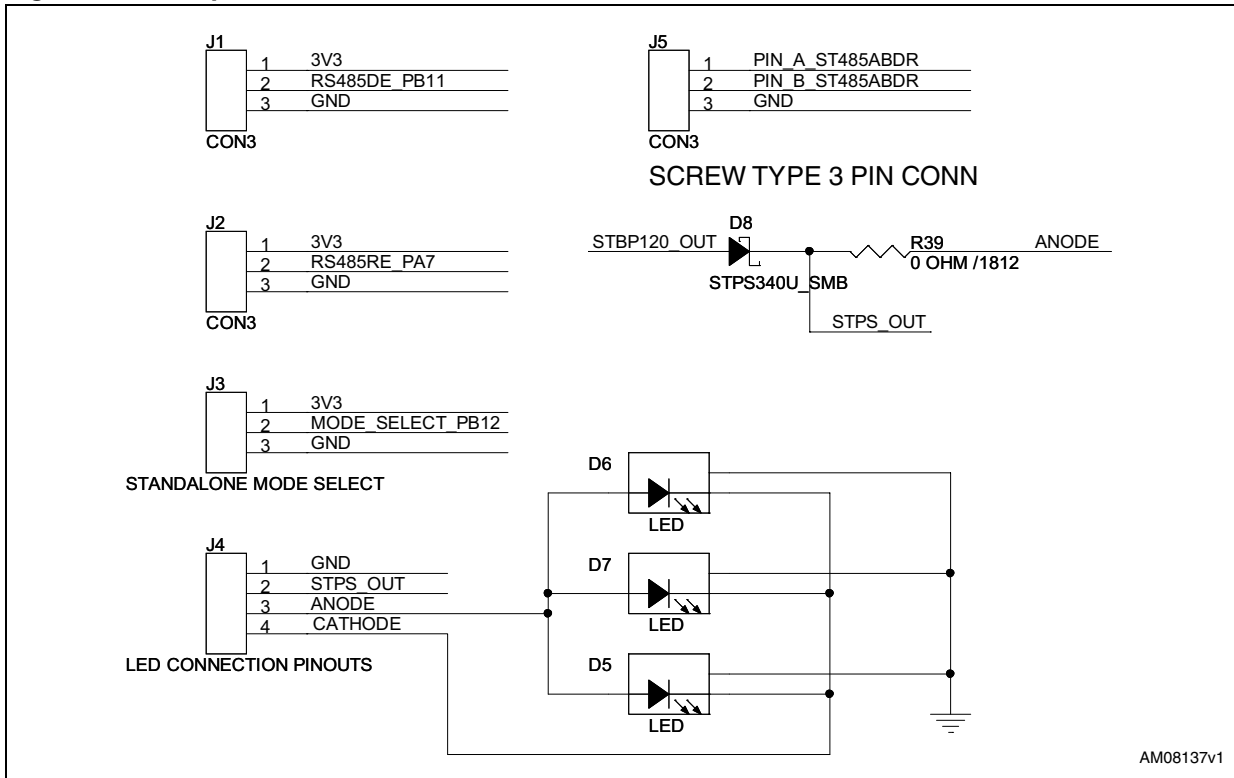 J1
1 3V3
2 RS485DE_PB11
3 GND
CON3
J5
1 PIN_A_ST485ABDR
2 PIN_B_ST485ABDR
3 GND
CON3
SCREW TYPE 3 PIN CONN
J2
1 3V3
2 RS485RE_PA7
3 GND
CON3
STBP120_OUT
D8
STPS340U_SMB
R39
0 OHM /1812
ANODE
STPS_OUT
J3
1 3V3
2 MODE_SELECT_PB12
3 GND
STANDALONE MODE SELECT
J4
1 GND
2 STPS_OUT
3 ANODE
4 CATHODE
LED CONNECTION PINOUTS
D6
LED
D7
LED
D5
LED
AM08137v1